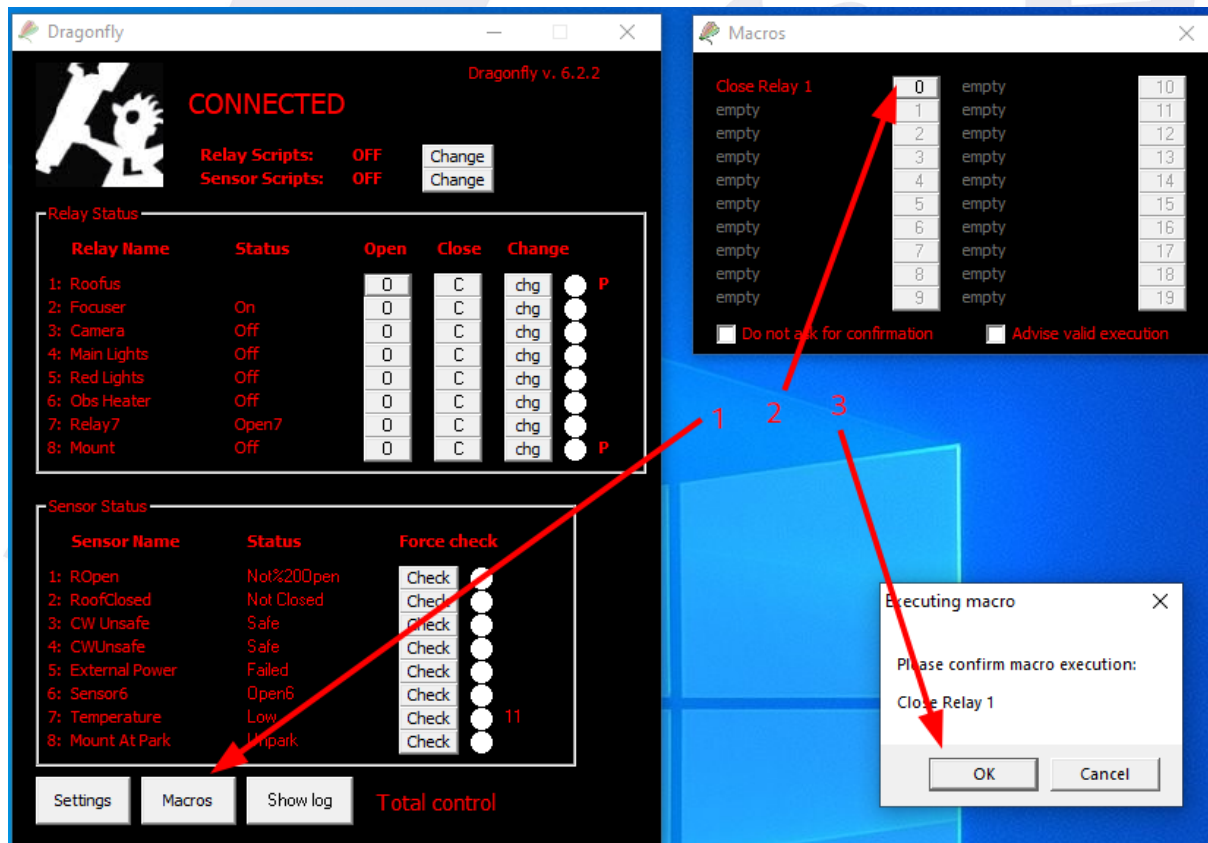 Dragonfly
Dragonfly v. 6.2.2
CONNECTED
Relay Scripts: OFF Change
Sensor Scripts: OFF Change
Relay Status
Relay Name Status Open Close Change
1: Roofus O C chg P
2: Focuser On O C chg
3: Camera Off O C chg
4: Main Lights Off O C chg
5: Red Lights Off O C chg
6: Obs Heater Off O C chg
7: Relay7 Open7 O C chg
8: Mount Off O C chg P
Sensor Status
Sensor Name Status Force check
1: ROpen Not%20Open Check
2: RoofClosed Not Closed Check
3: CW Unsafe Safe Check
4: CWUnsafe Safe Check
5: External Power Failed Check
6: Sensor6 Open6 Check
7: Temperature Low Check 11
8: Mount At Park Unpark Check
Settings Macros Show log Total control
Macros
Close Relay 1 0 empty 10
empty 1 empty 11
empty 2 empty 12
empty 3 empty 13
empty 4 empty 14
empty 5 empty 15
empty 6 empty 16
empty 7 empty 17
empty 8 empty 18
empty 9 empty 19
Do not ask for confirmation Advise valid execution
1 2 3
Executing macro
Please confirm macro execution:
Close Relay 1
OK Cancel